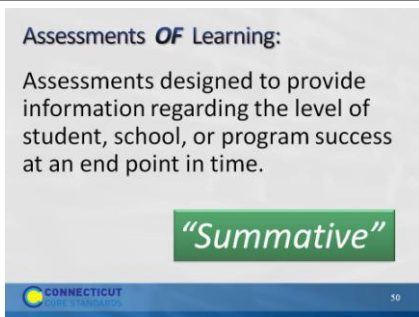 Assessments OF Learning:
Assessments designed to provide
information regarding the level of
student, school, or program success
at an end point in time.
“Summative”
CONNECTICUT
CORE STANDARDS
50